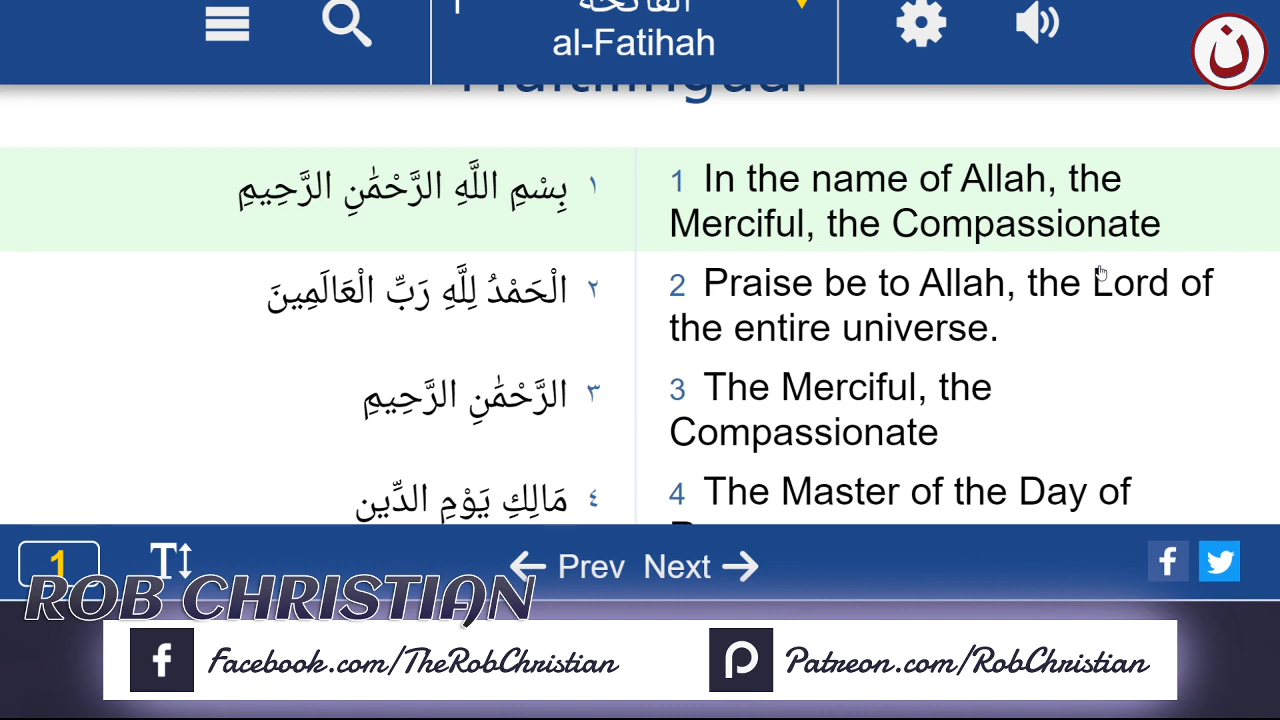 الفاتحة
al-Fatihah
ن
Multilingual
١ بِسْمِ اللَّهِ الرَّحْمَٰنِ الرَّحِيمِ
1 In the name of Allah, the
Merciful, the Compassionate
٢ الْحَمْدُ لِلَّهِ رَبِّ الْعَالَمِينَ
2 Praise be to Allah, the Lord of
the entire universe.
٣ الرَّحْمَٰنِ الرَّحِيمِ
3 The Merciful, the
Compassionate
٤ مَالِكِ يَوْمِ الدِّينِ
4 The Master of the Day of
1 T Prev Next
ROB CHRISTIAN
Facebook.com/TheRobChristian
Patreon.com/RobChristian